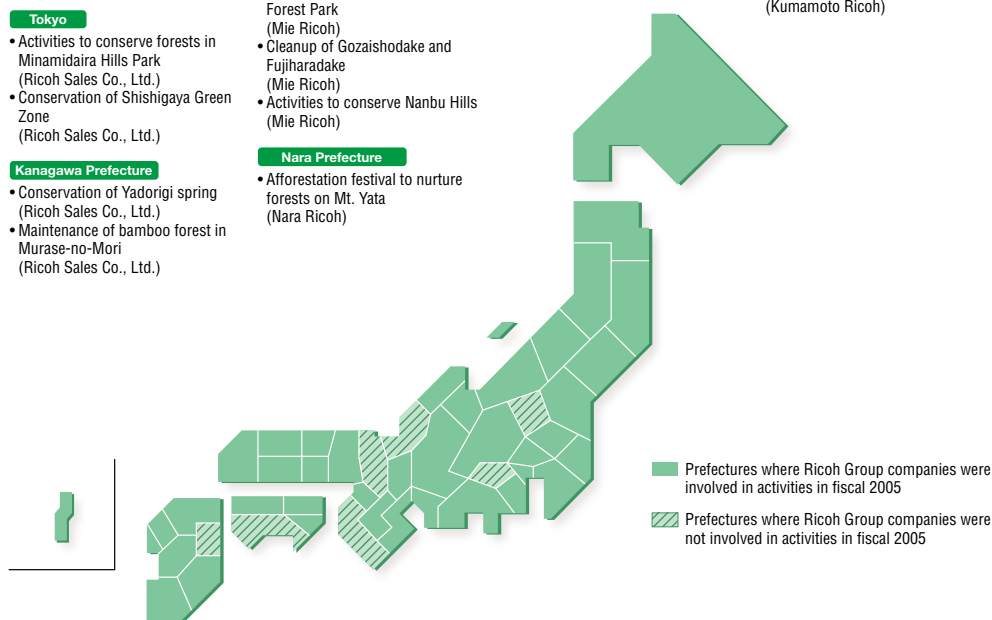 Tokyo
• Activities to conserve forests in
Minamidaira Hills Park
(Ricoh Sales Co., Ltd.)
• Conservation of Shishigaya Green
Zone
(Ricoh Sales Co., Ltd.)
Kanagawa Prefecture
• Conservation of Yadorigi spring
(Ricoh Sales Co., Ltd.)
• Maintenance of bamboo forest in
Murase-no-Mori
(Ricoh Sales Co., Ltd.)
Forest Park
(Mie Ricoh)
• Cleanup of Gozaishodake and
Fujiharadake
(Mie Ricoh)
• Activities to conserve Nanbu Hills
(Mie Ricoh)
Nara Prefecture
• Afforestation festival to nurture
forests on Mt. Yata
(Nara Ricoh)
(Kumamoto Ricoh)
Prefectures where Ricoh Group companies were
involved in activities in fiscal 2005
Prefectures where Ricoh Group companies were
not involved in activities in fiscal 2005